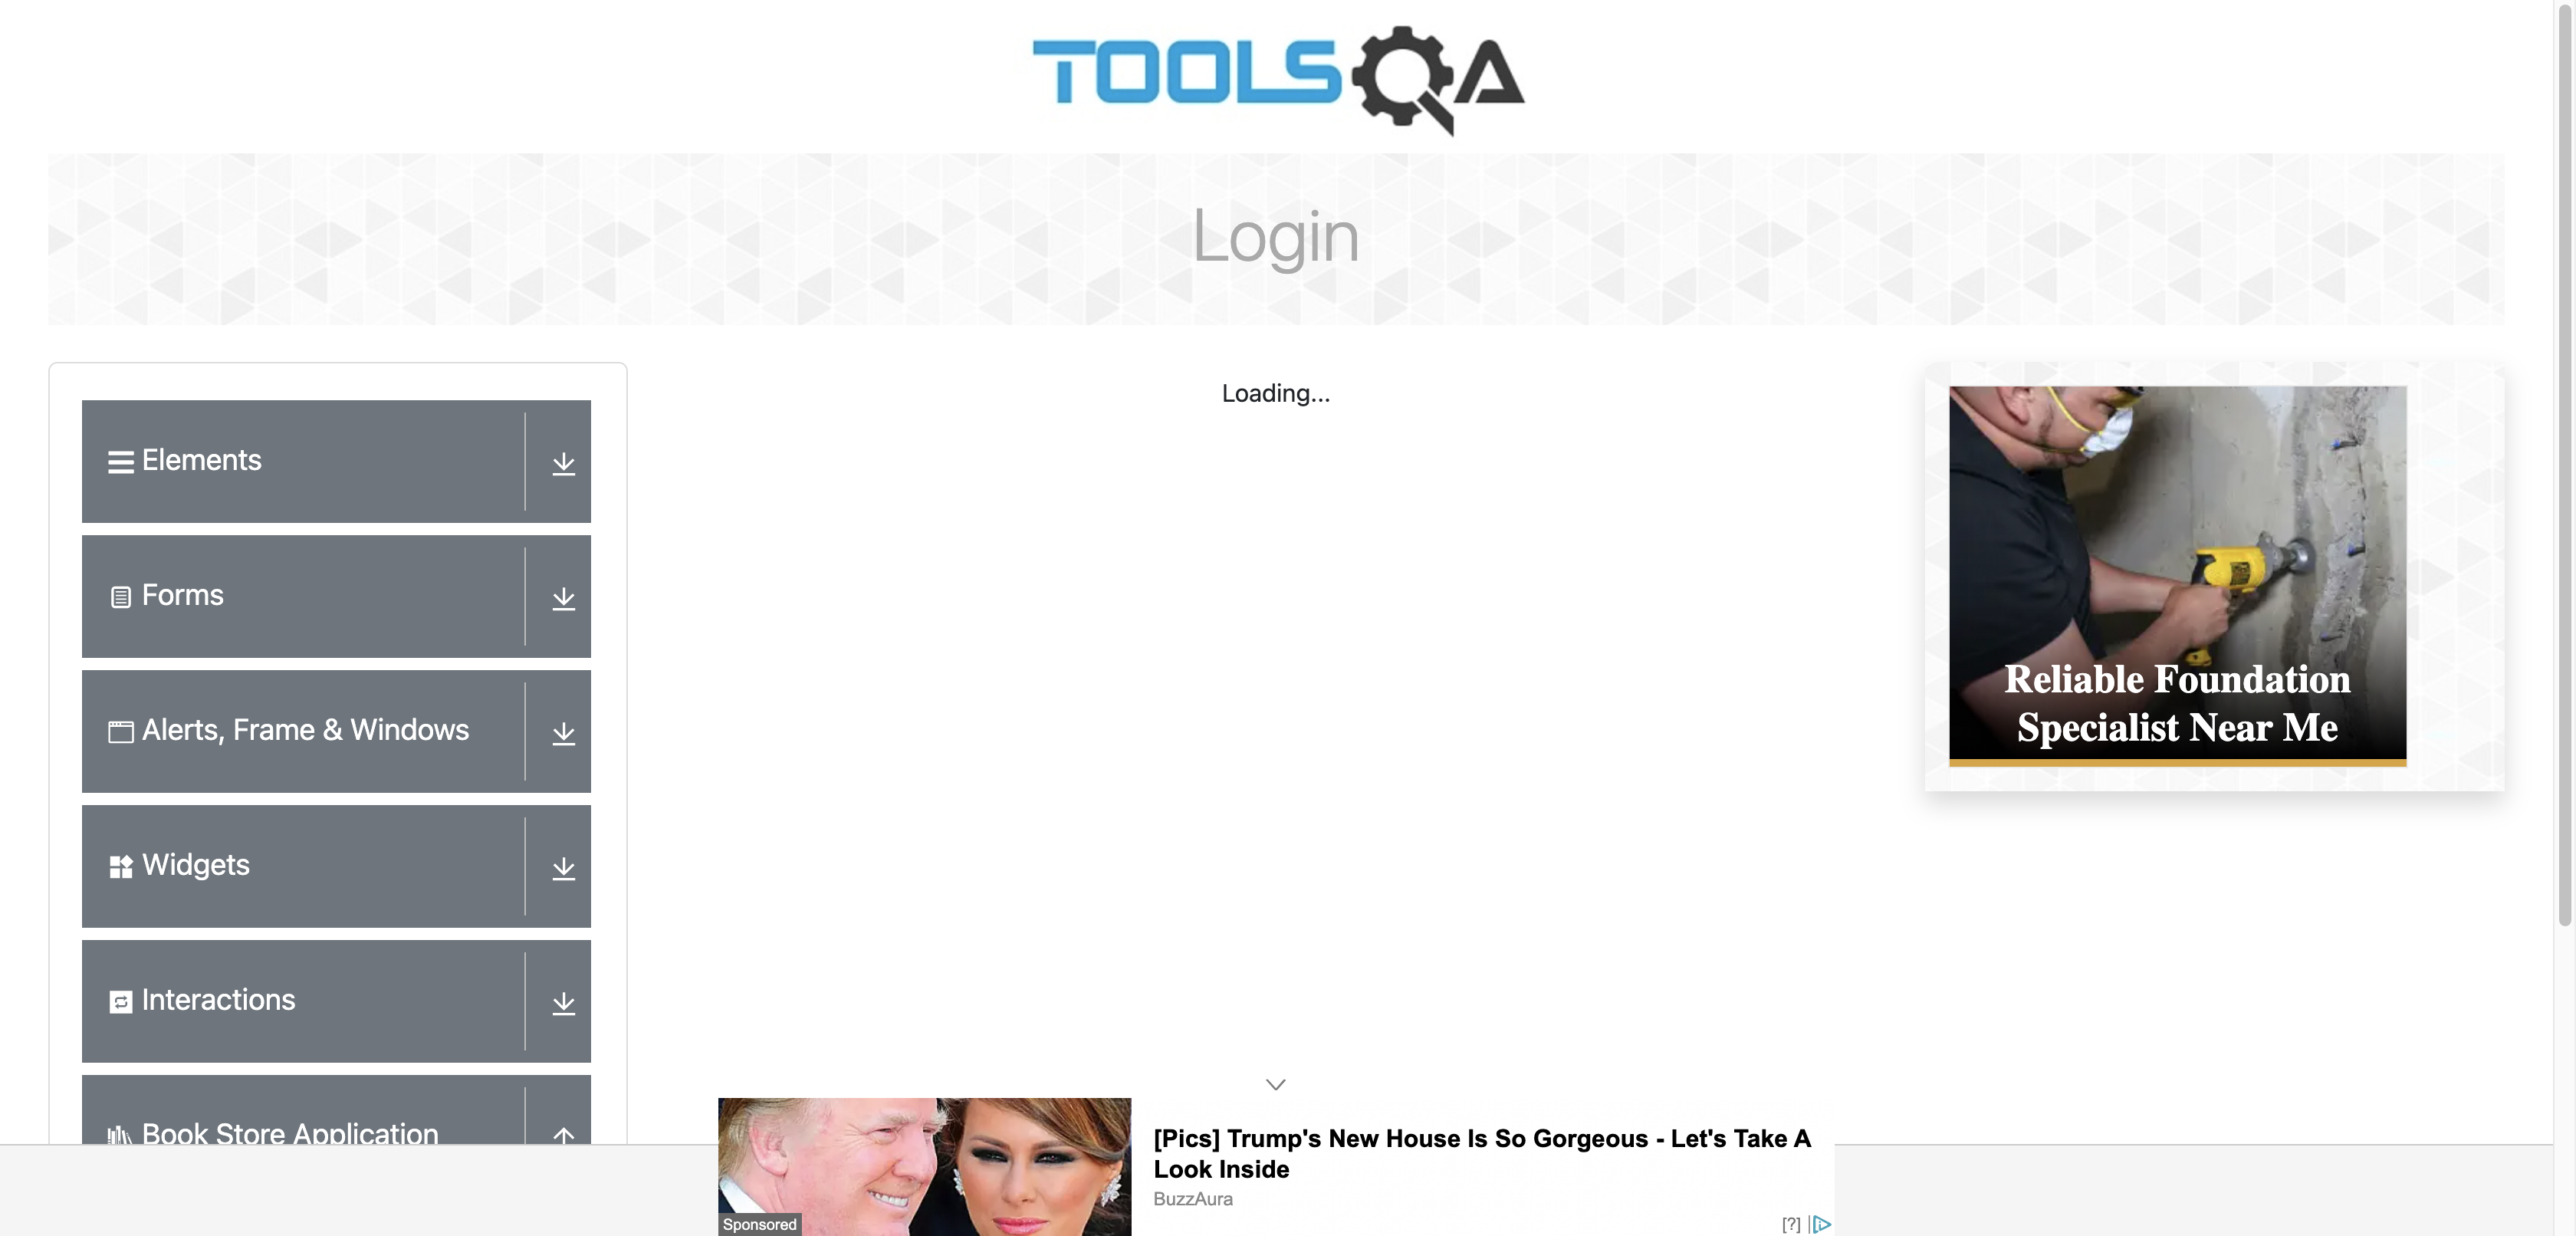 TOOLSQA
Login
Elements
Forms
Alerts, Frame & Windows
Widgets
Interactions
Book Store Application
Loading...
Reliable Foundation
Specialist Near Me
[Pics] Trump's New House Is So Gorgeous - Let's Take A
Look Inside
BuzzAura
Sponsored
[?]